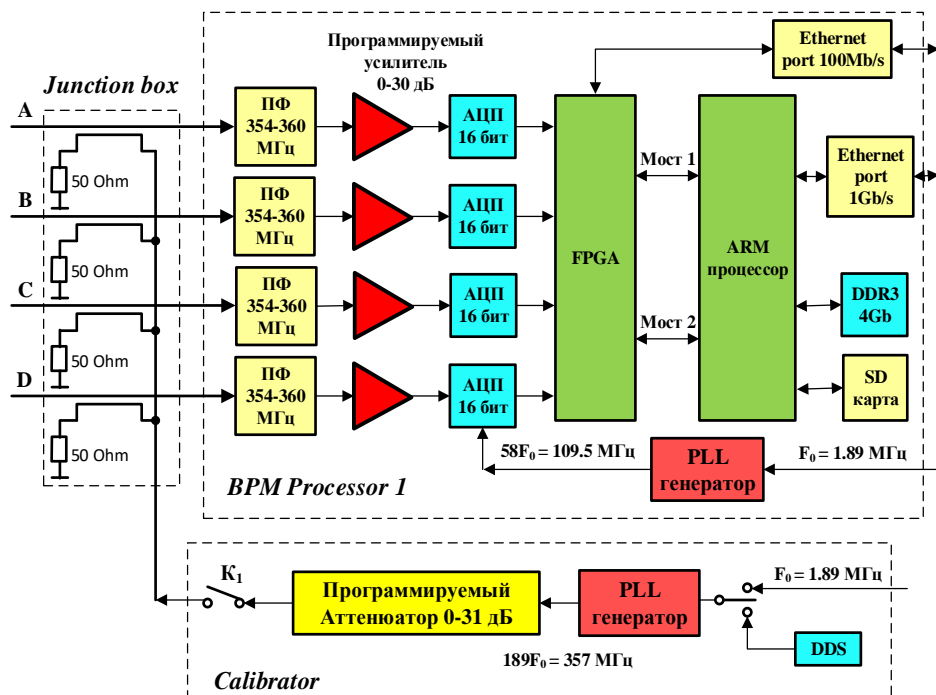 Junction box
Программируемый
усилитель
0-30 дБ
Ethernet
port 100Mb/s
A
ПФ
354-360
МГц
АЦП
16 бит
50 Ohm
B
ПФ
354-360
МГц
АЦП
16 бит
50 Ohm
C
ПФ
354-360
МГц
АЦП
16 бит
50 Ohm
D
ПФ
354-360
МГц
АЦП
16 бит
50 Ohm
FPGA
Мост 1
Мост 2
ARM
процессор
Ethernet
port
1Gb/s
DDR3
4Gb
SD
карта
58F₀ = 109.5 МГц
PLL
генератор
F₀ = 1.89 МГц
BPM Processor 1
K₁
Программируемый
Аттенюатор 0-31 дБ
PLL
генератор
F₀ = 1.89 МГц
DDS
189F₀ = 357 МГц
Calibrator